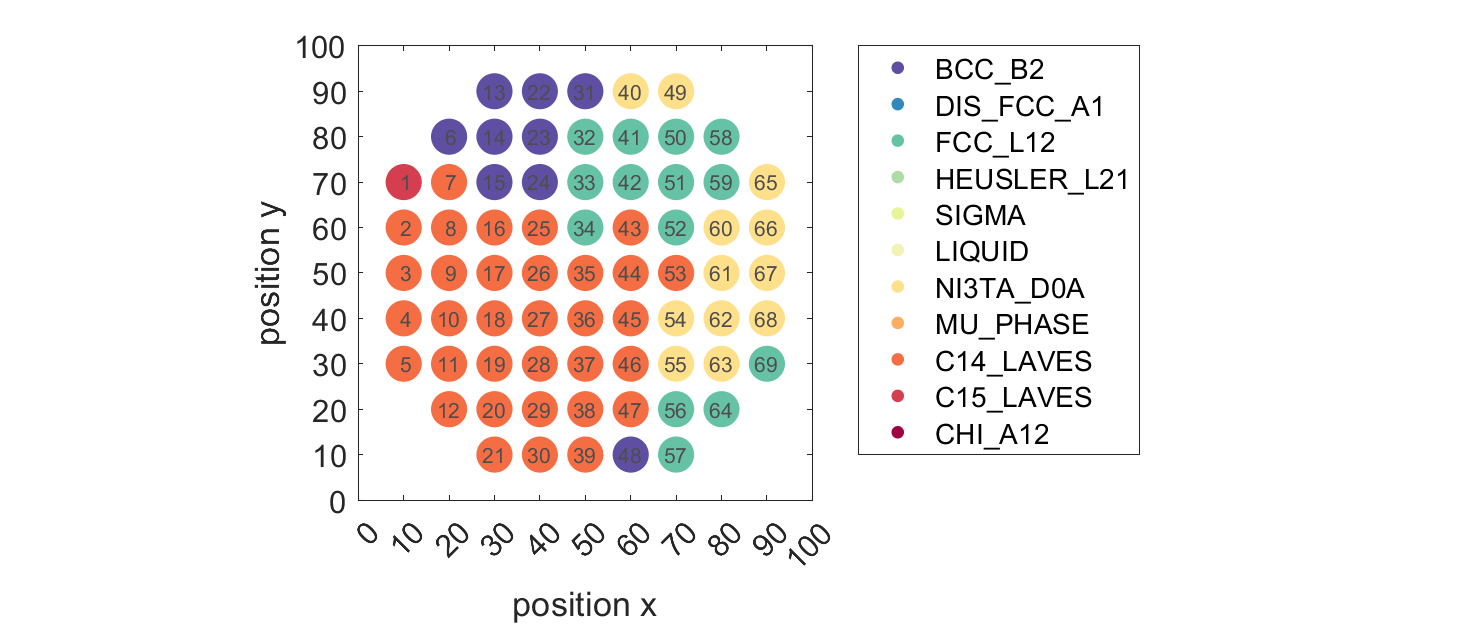 100
90
80
70
60
50
40
30
20
10
0
position y
13 22 31 40 49
6 14 23 32 41 50 58
1 7 15 24 33 42 51 59 65
2 8 16 25 34 43 52 60 66
3 9 17 26 35 44 53 61 67
4 10 18 27 36 45 54 62 68
5 11 19 28 37 46 55 63 69
12 20 29 38 47 56 64
21 30 39 48 57
0 10 20 30 40 50 60 70 80 90 100
position x
BCC_B2
DIS_FCC_A1
FCC_L12
HEUSLER_L21
SIGMA
LIQUID
NI3TA_D0A
MU_PHASE
C14_LAVES
C15_LAVES
CHI_A12